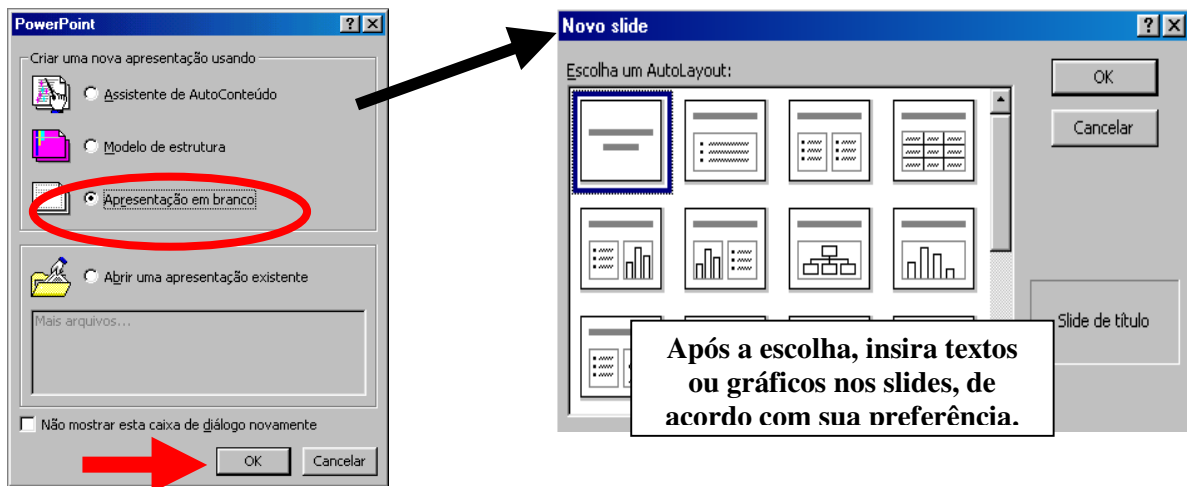 PowerPoint
Criar uma nova apresentação usando
Assistente de AutoConteúdo
Modelo de estrutura
Apresentação em branco
Abrir uma apresentação existente
Mais arquivos...
Não mostrar esta caixa de diálogo novamente
OK
Cancelar
Novo slide
Escolha um AutoLayout:
OK
Cancelar
Slide de título
Após a escolha, insira textos
ou gráficos nos slides, de
acordo com sua preferência.